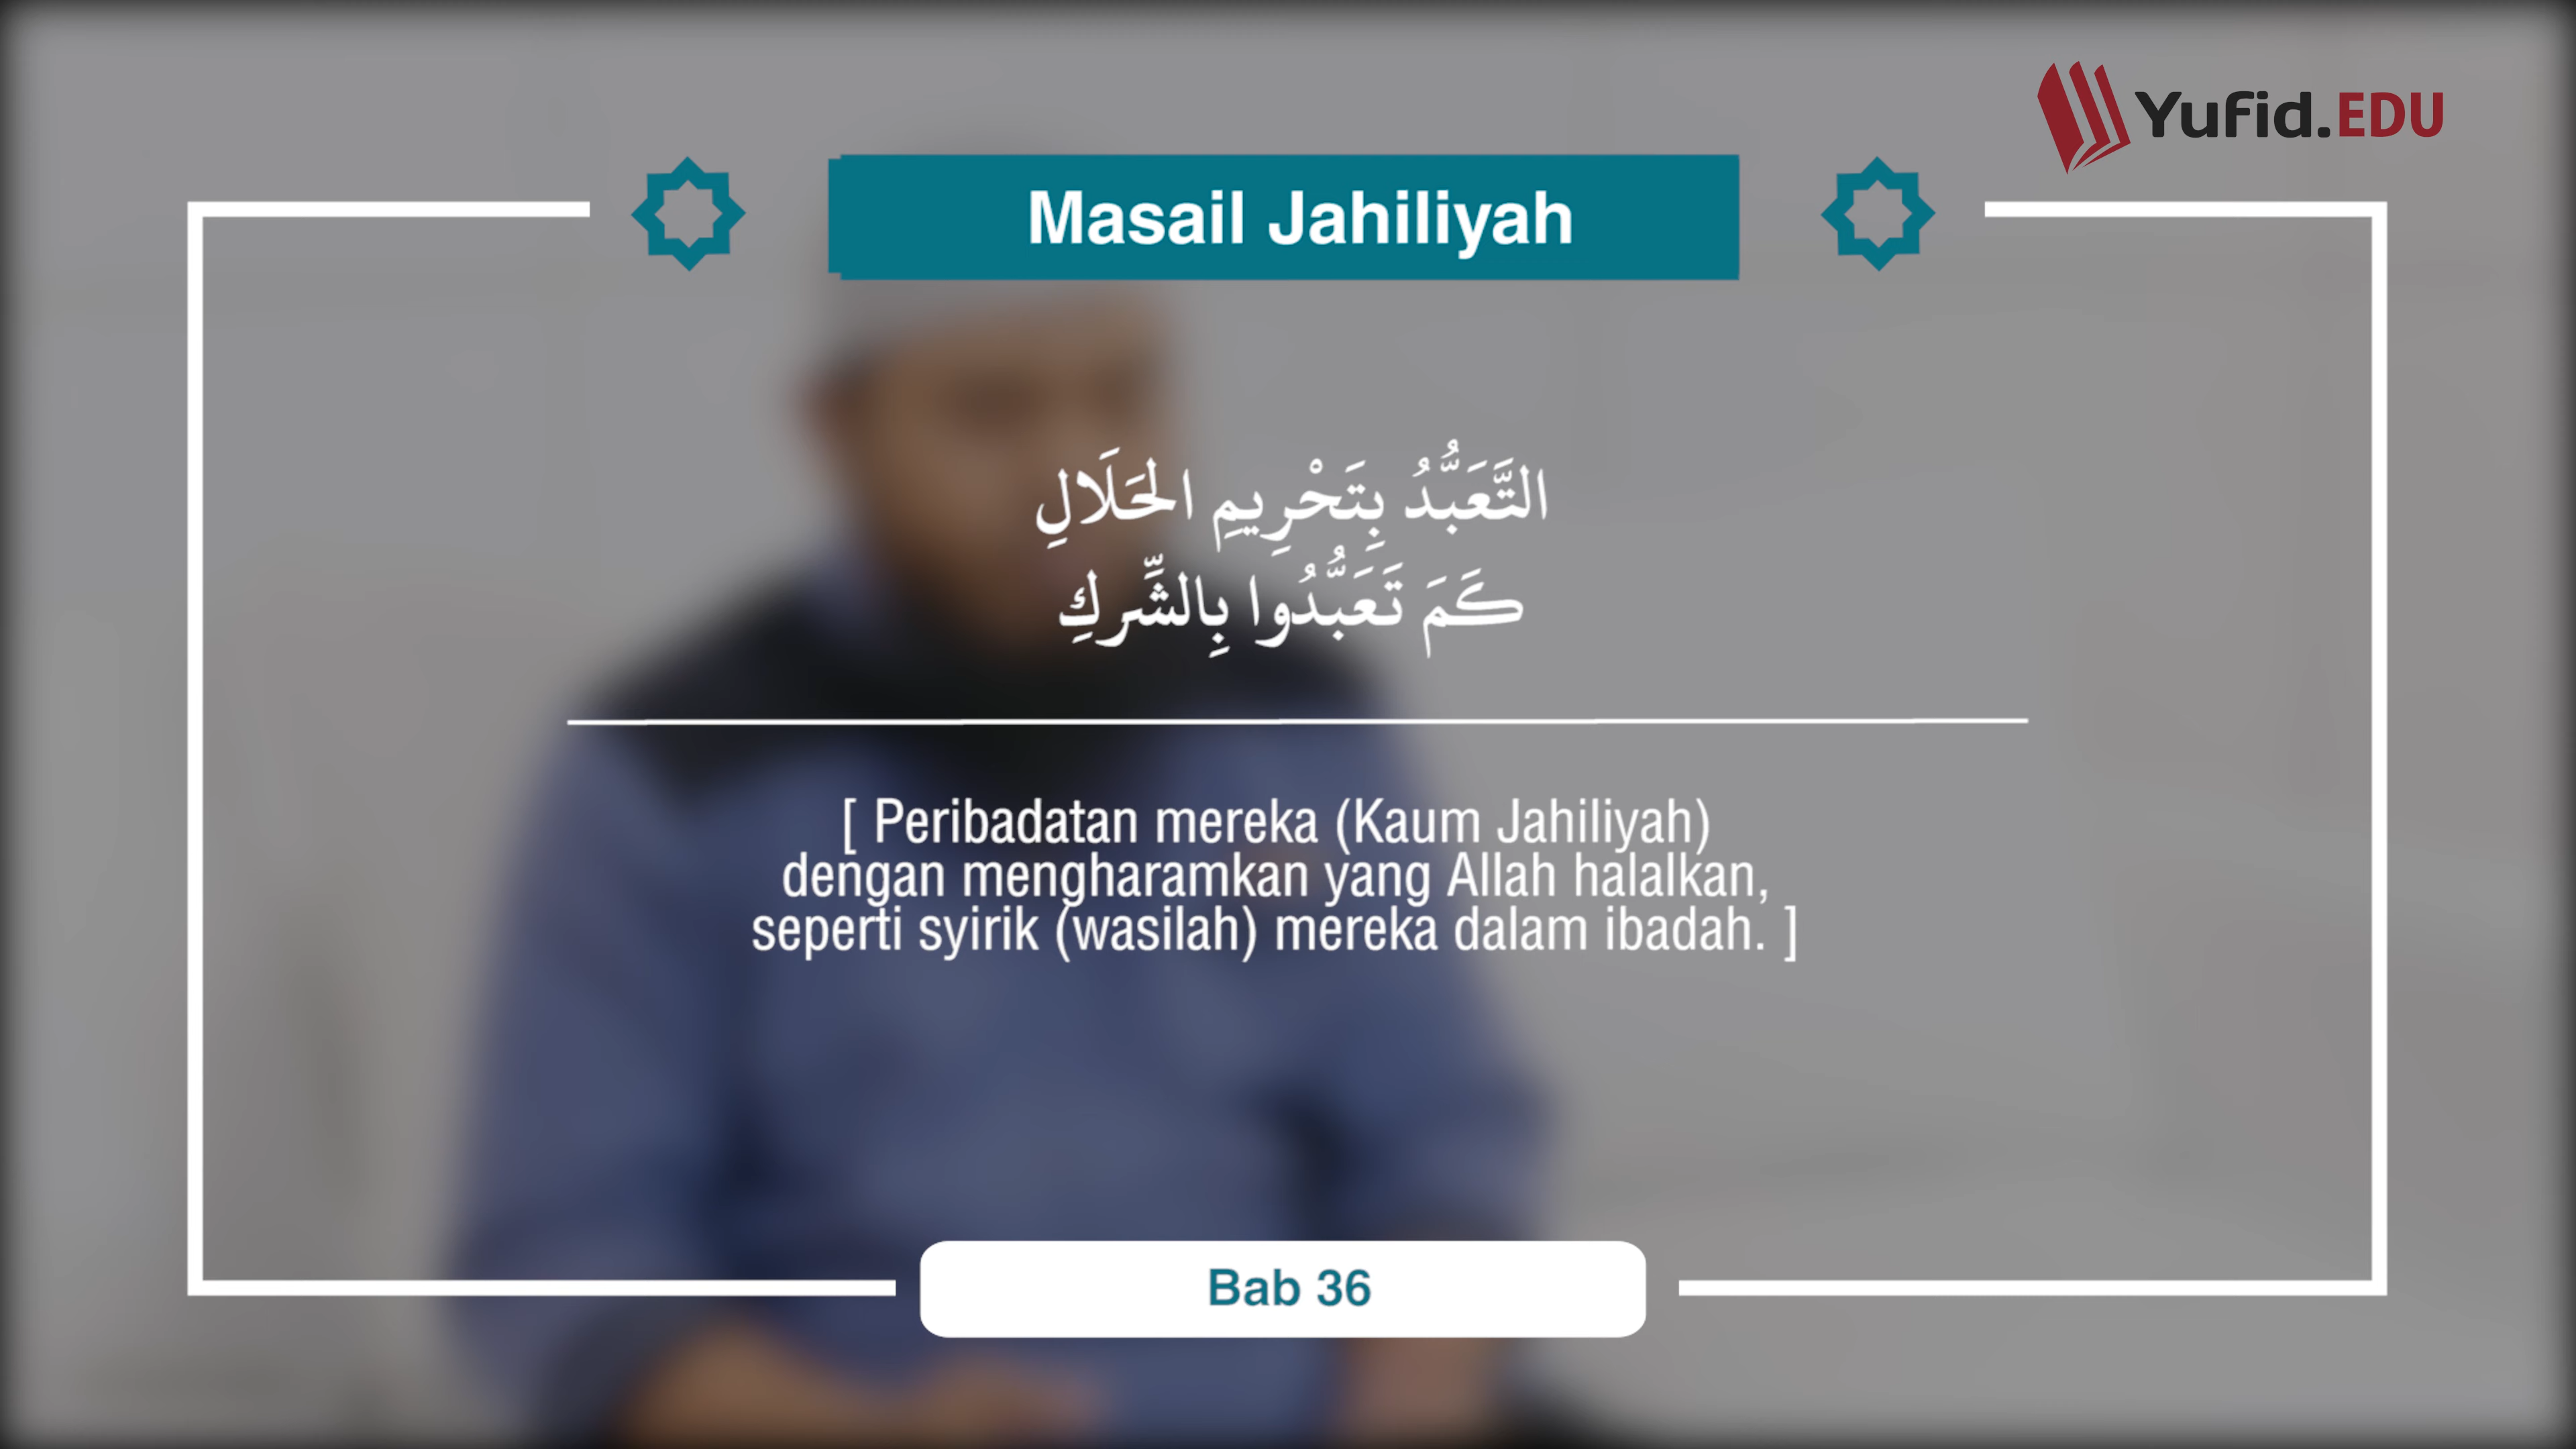 Yufid.EDU
Masail Jahiliyah
التَّعَبُّدُ بِتَحْرِيمِ الحَلَالِ
كَمَ تَعَبُّدُوا بِالشِّركِ
[ Peribadatan mereka (Kaum Jahiliyah)
dengan mengharamkan yang Allah halalkan,
seperti syirik (wasilah) mereka dalam ibadah. ]
Bab 36